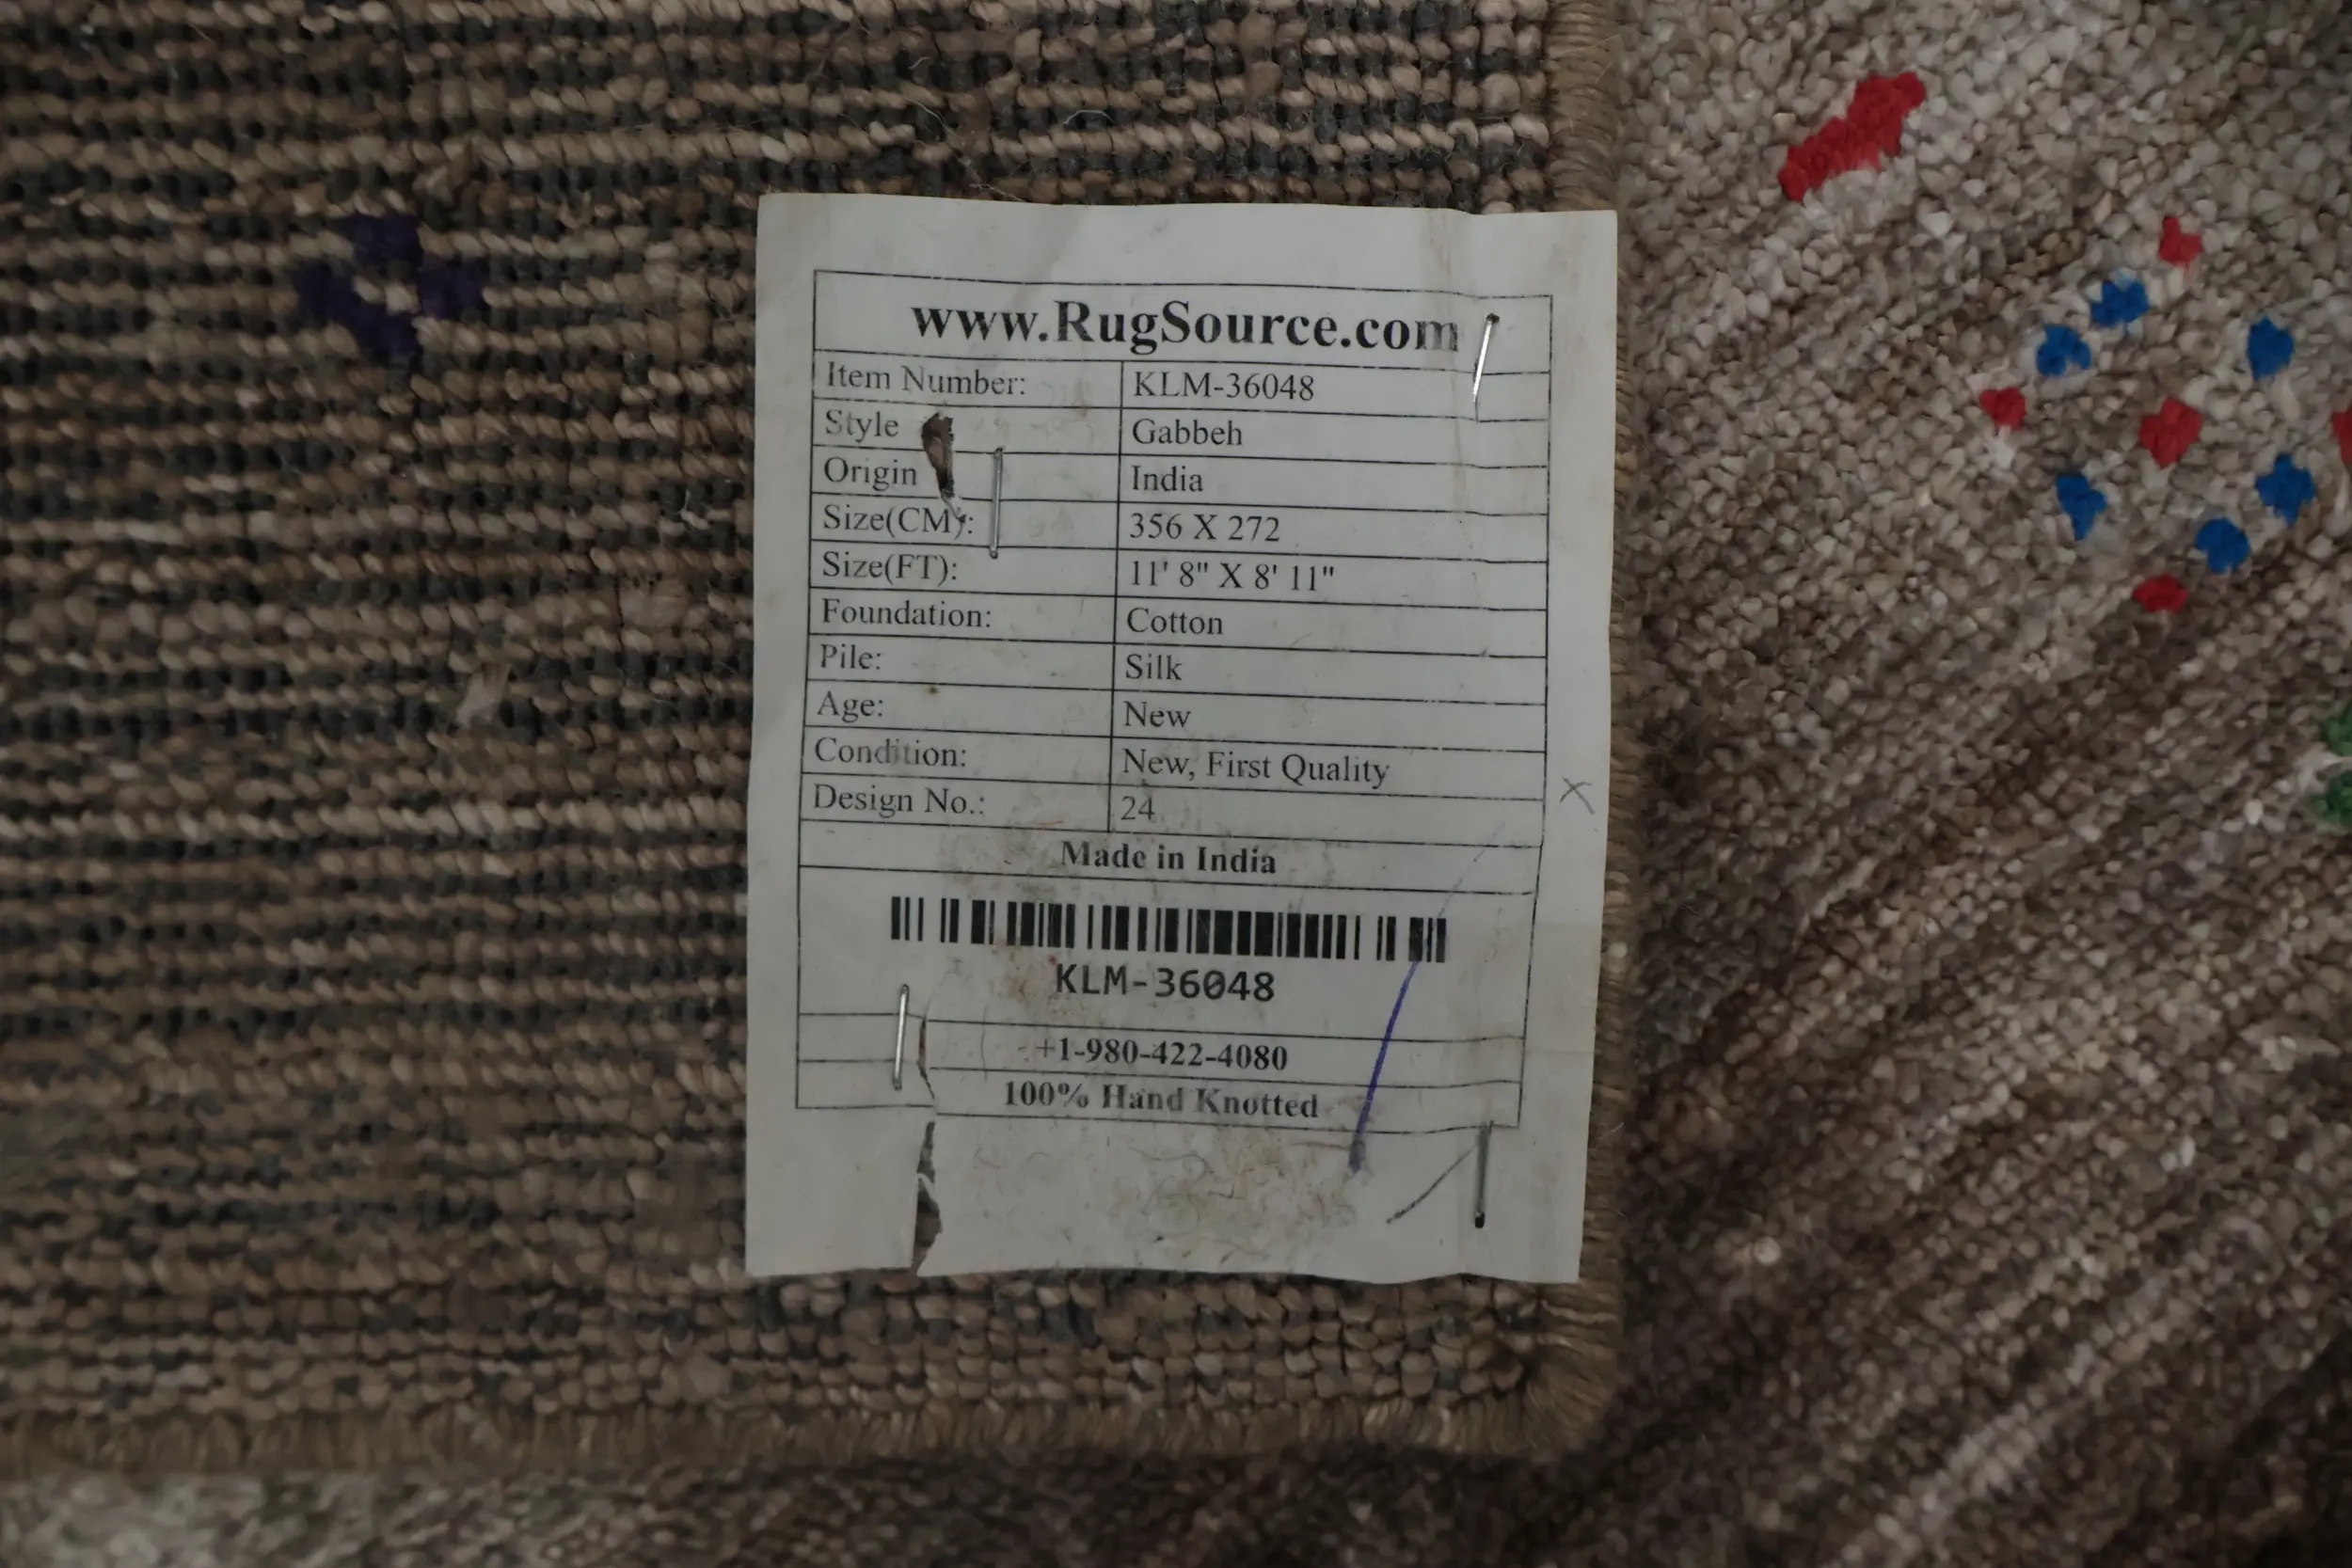 www.RugSource.com
Item Number: KLM-36048
Style Gabbeh
Origin India
Size(CM): 356 X 272
Size(FT): 11' 8" X 8' 11"
Foundation: Cotton
Pile: Silk
Age: New
Condition: New, First Quality
Design No.: 24
Made in India
KLM-36048
+1-980-422-4080
100% Hand Knotted